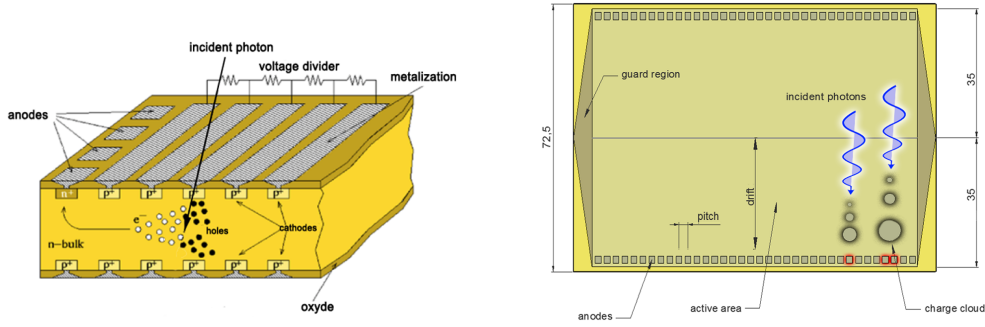 incident photon
voltage divider
metalization
anodes
n+
p+
p+
p+
p+
p+
e−
holes
cathodes
n−bulk
p+
p+
p+
p+
p+
p+
oxyde
72,5
guard region
incident photons
35
drift
pitch
35
anodes
active area
charge cloud